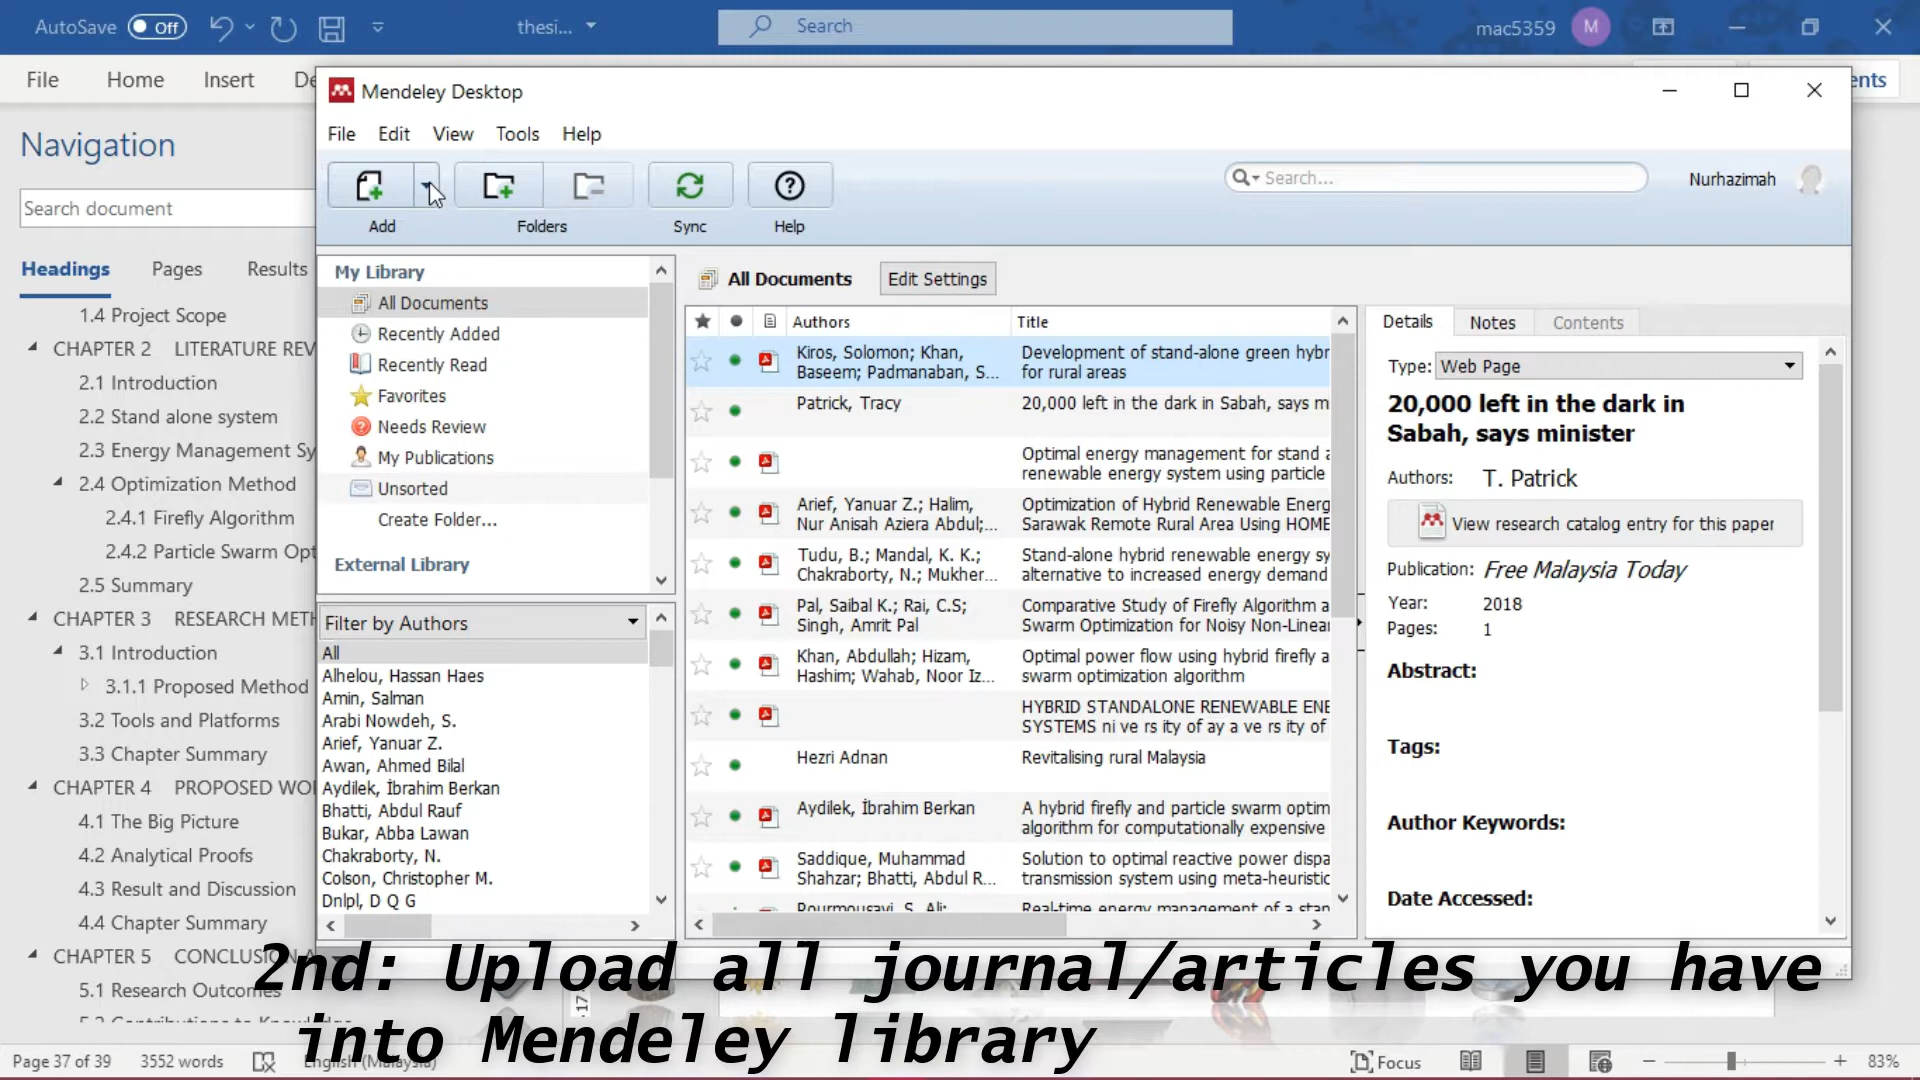 AutoSave Off thesi... Search mac5359 M
File Home Insert De ents
Navigation
Search document
Headings Pages Results
1.4 Project Scope
CHAPTER 2 LITERATURE REV
2.1 Introduction
2.2 Stand alone system
2.3 Energy Management Sy
2.4 Optimization Method
2.4.1 Firefly Algorithm
2.4.2 Particle Swarm Opt
2.5 Summary
CHAPTER 3 RESEARCH METH
3.1 Introduction
3.1.1 Proposed Method
3.2 Tools and Platforms
3.3 Chapter Summary
CHAPTER 4 PROPOSED WO
4.1 The Big Picture
4.2 Analytical Proofs
4.3 Result and Discussion
4.4 Chapter Summary
CHAPTER 5 CONCLUSION A
5.1 Research Outcomes
Mendeley Desktop
File Edit View Tools Help
Search... Nurhazimah
Add Folders Sync Help
My Library
All Documents
Recently Added
Recently Read
Favorites
Needs Review
My Publications
Unsorted
Create Folder...
External Library
Filter by Authors
All
Alhelou, Hassan Haes
Amin, Salman
Arabi Nowdeh, S.
Arief, Yanuar Z.
Awan, Ahmed Bilal
Aydilek, İbrahim Berkan
Bhatti, Abdul Rauf
Bukar, Abba Lawan
Chakraborty, N.
Colson, Christopher M.
Dnlpl, D Q G
All Documents Edit Settings
Authors Title
Kiros, Solomon; Khan, Development of stand-alone green hybr
Baseem; Padmanaban, S... for rural areas
Patrick, Tracy 20,000 left in the dark in Sabah, says m
Optimal energy management for stand a
renewable energy system using particle
Arief, Yanuar Z.; Halim, Optimization of Hybrid Renewable Energ
Nur Anisah Aziera Abdul;... Sarawak Remote Rural Area Using HOME
Tudu, B.; Mandal, K. K.; Stand-alone hybrid renewable energy sy
Chakraborty, N.; Mukher... alternative to increased energy demand
Pal, Saibal K.; Rai, C.S; Comparative Study of Firefly Algorithm a
Singh, Amrit Pal Swarm Optimization for Noisy Non-Linear
Khan, Abdullah; Hizam, Optimal power flow using hybrid firefly a
Hashim; Wahab, Noor Iz... swarm optimization algorithm
HYBRID STANDALONE RENEWABLE ENE
SYSTEMS ni ve rs ity of ay a ve rs ity of
Hezri Adnan Revitalising rural Malaysia
Aydilek, İbrahim Berkan A hybrid firefly and particle swarm optim
algorithm for computationally expensive
Saddique, Muhammad Solution to optimal reactive power dispa
Shahzar; Bhatti, Abdul R... transmission system using meta-heuristic
Pourmousavi, S. Ali; Real-time energy management of a stan
Details Notes Contents
Type: Web Page
20,000 left in the dark in
Sabah, says minister
Authors: T. Patrick
View research catalog entry for this paper
Publication: Free Malaysia Today
Year: 2018
Pages: 1
Abstract:
Tags:
Author Keywords:
Date Accessed:
2nd: Upload all journal/articles you have
into Mendeley library
17
Page 37 of 39 3552 words English (Malaysia) Focus 83%